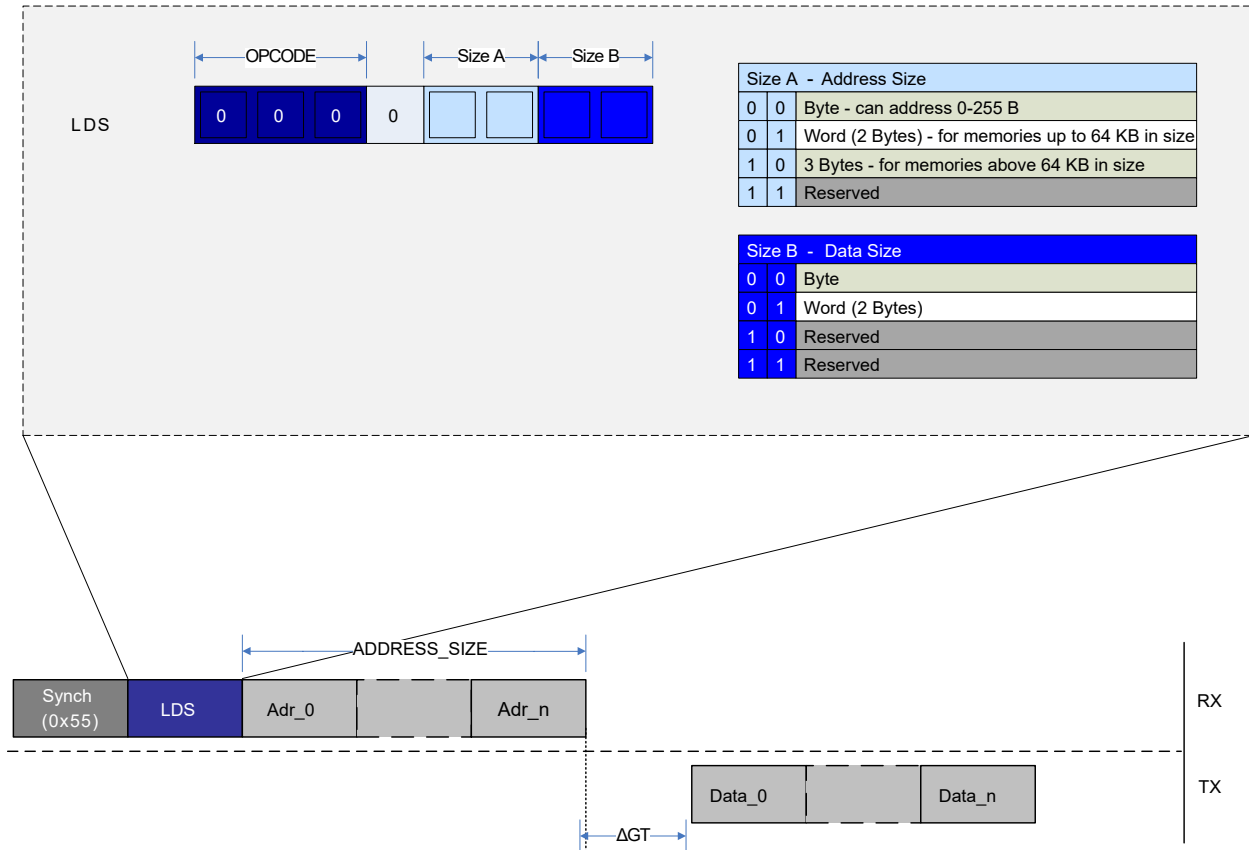 OPCODE Size A Size B
LDS 0 0 0 0
Size A - Address Size
0 0 Byte - can address 0-255 B
0 1 Word (2 Bytes) - for memories up to 64 KB in size
1 0 3 Bytes - for memories above 64 KB in size
1 1 Reserved
Size B - Data Size
0 0 Byte
0 1 Word (2 Bytes)
1 0 Reserved
1 1 Reserved
ADDRESS_SIZE
Synch
(0x55)
LDS Adr_0 Adr_n RX
Data_0 Data_n TX
ΔGT